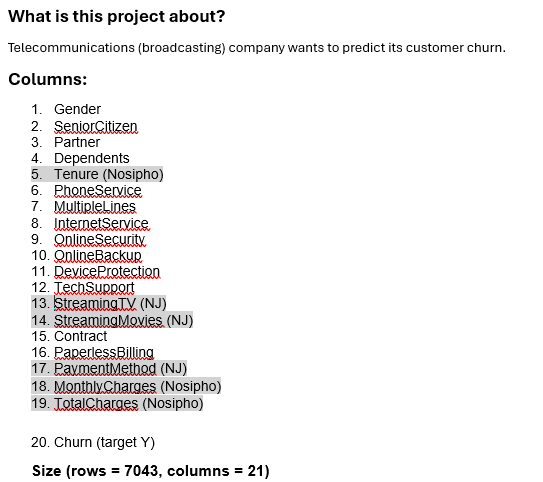 What is this project about?
Telecommunications (broadcasting) company wants to predict its customer churn.
Columns:
1. Gender
2. SeniorCitizen
3. Partner
4. Dependents
5. Tenure (Nosipho)
6. PhoneService
7. MultipleLines
8. InternetService
9. OnlineSecurity
10. OnlineBackup
11. DeviceProtection
12. TechSupport
13. StreamingTV (NJ)
14. StreamingMovies (NJ)
15. Contract
16. PaperlessBilling
17. PaymentMethod (NJ)
18. MonthlyCharges (Nosipho)
19. TotalCharges (Nosipho)
20. Churn (target Y)
Size (rows = 7043, columns = 21)